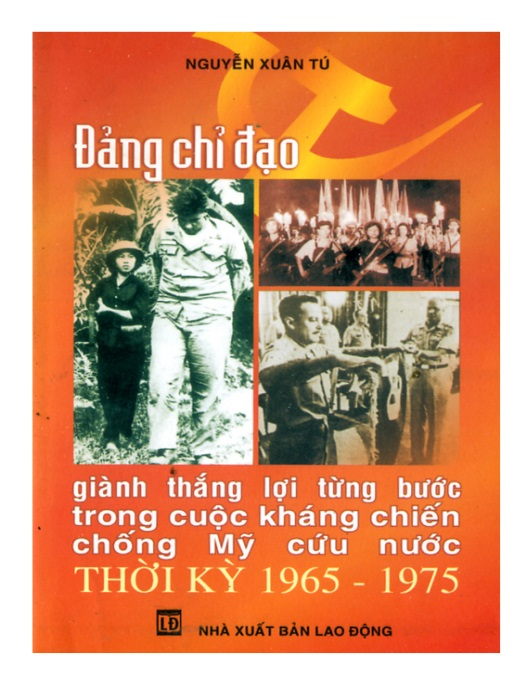 NGUYỄN XUÂN TÚ
Đảng chỉ đạo
giành thắng lợi từng bước
trong cuộc kháng chiến
chống Mỹ cứu nước
THỜI KỲ 1965 - 1975
LĐ NHÀ XUẤT BẢN LAO ĐỘNG